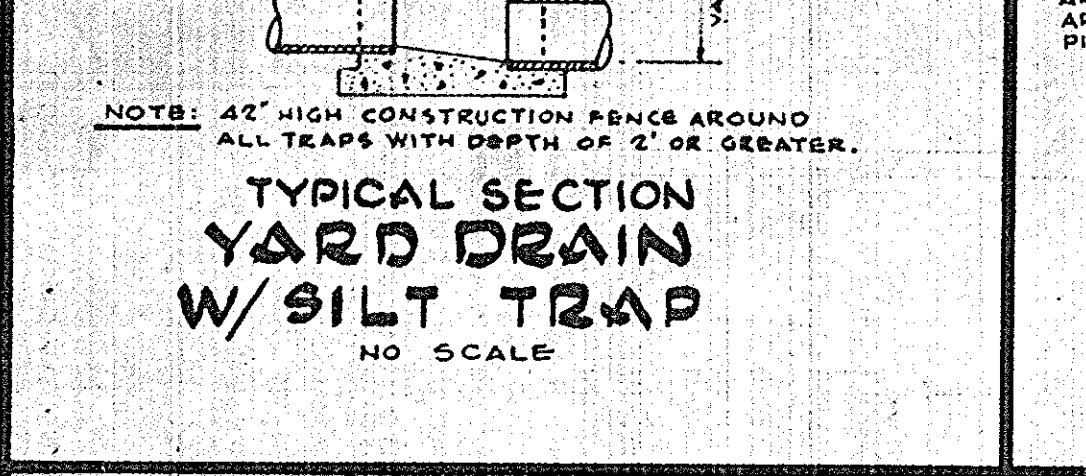 NOTE: 42" HIGH CONSTRUCTION FENCE AROUND
ALL TRAPS WITH DEPTH OF 2' OR GREATER.
TYPICAL SECTION
YARD DRAIN
W/ SILT TRAP
NO SCALE